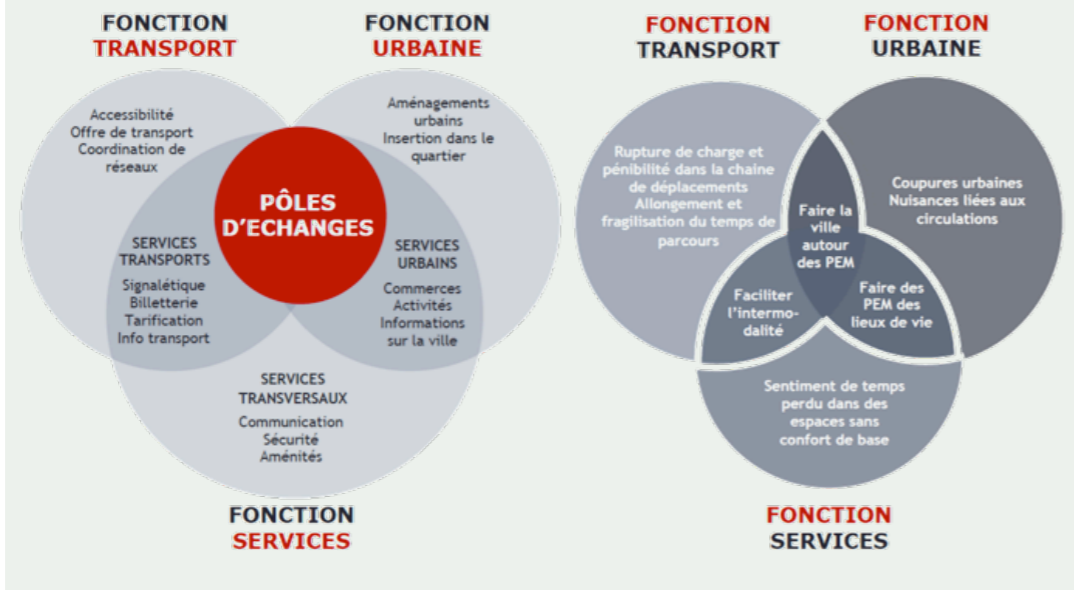 FONCTION
TRANSPORT
FONCTION
URBAINE
Accessibilité
Offre de transport
Coordination de
réseaux
Aménagements
urbains
Insertion dans le
quartier
PÔLES
D'ECHANGES
SERVICES
TRANSPORTS
Signalétique
Billetterie
Tarification
Info transport
SERVICES
URBAINS
Commerces
Activités
Informations
sur la ville
SERVICES
TRANSVERSAUX
Communication
Sécurité
Aménités
FONCTION
SERVICES
FONCTION
TRANSPORT
FONCTION
URBAINE
Rupture de charge et
pénibilité dans la chaine
de déplacements
Allongement et
fragilisation du temps de
parcours
Coupures urbaines
Nuisances liées aux
circulations
Faire la
ville
autour
des PEM
Faciliter
l'intermo-
dalité
Faire des
PEM des
lieux de vie
Sentiment de temps
perdu dans des
espaces sans
confort de base
FONCTION
SERVICES